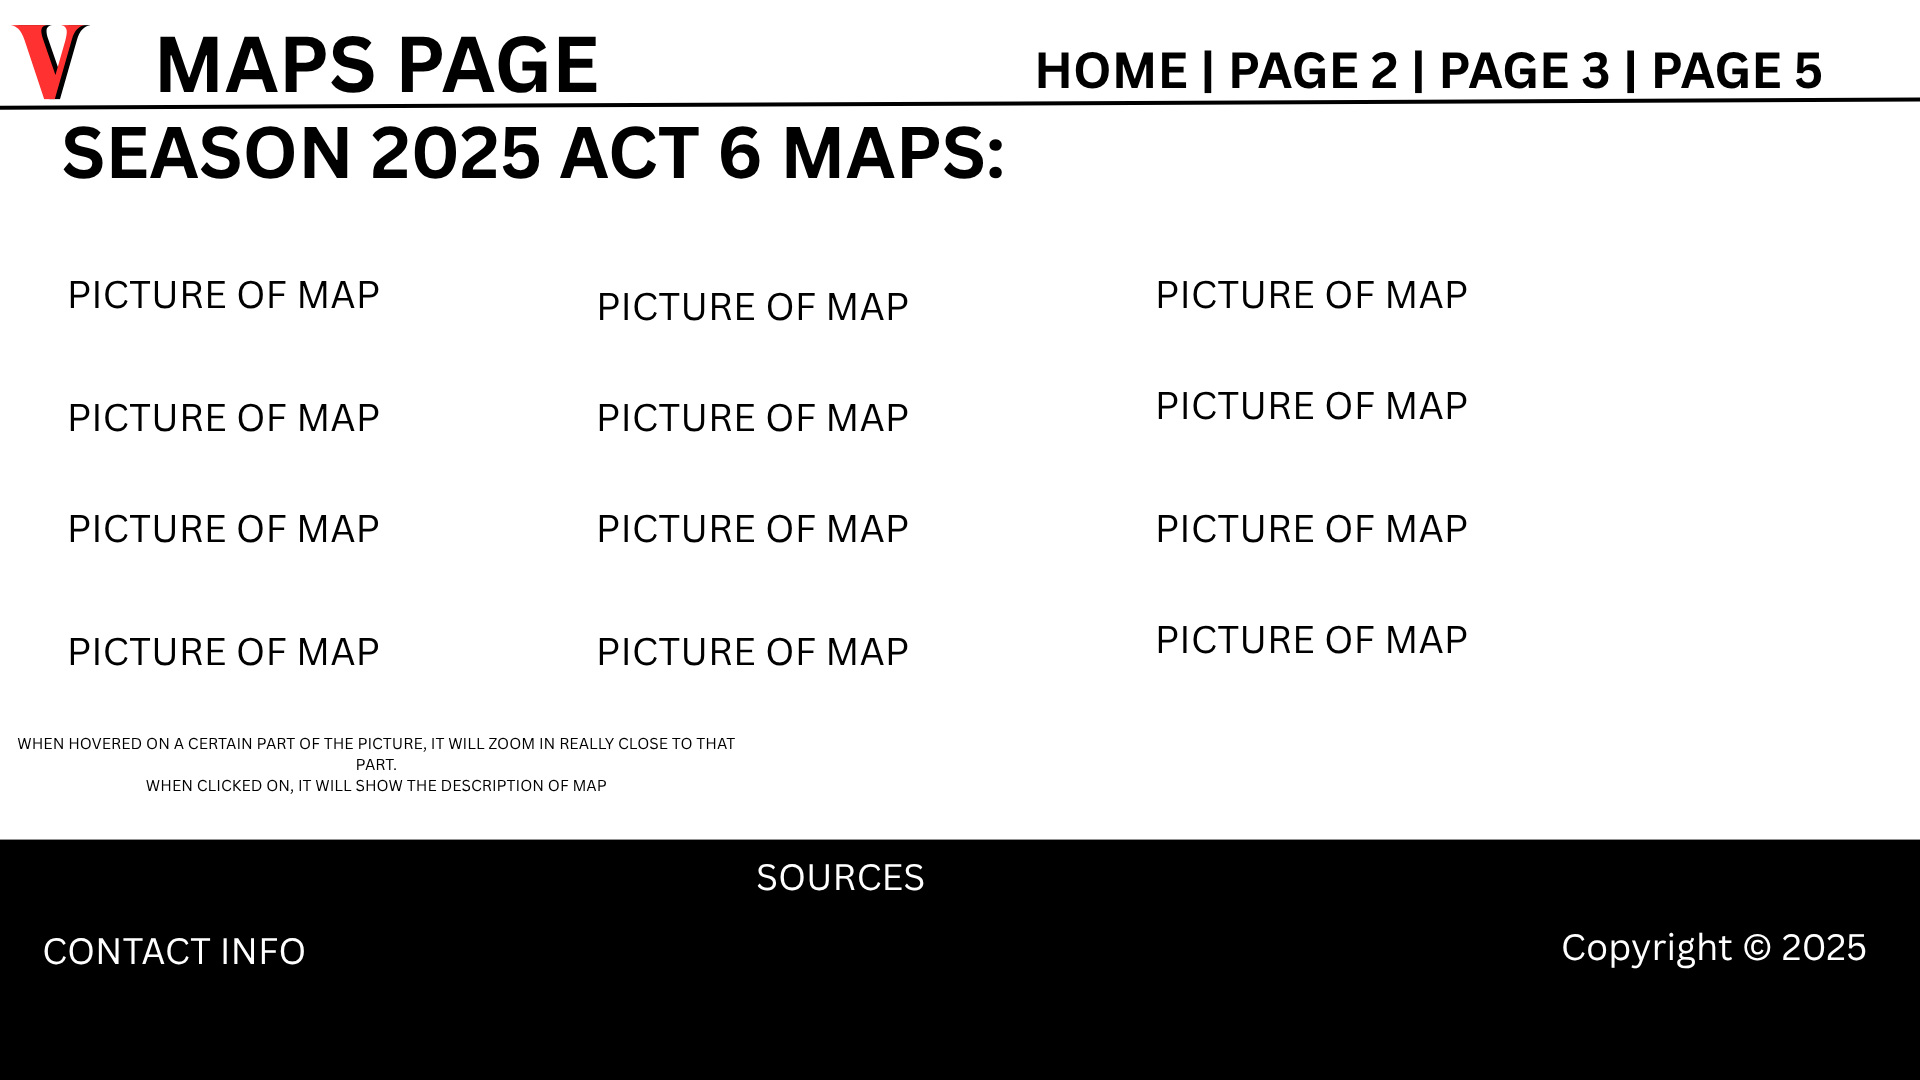 V MAPS PAGE
HOME | PAGE 2 | PAGE 3 | PAGE 5
SEASON 2025 ACT 6 MAPS:
PICTURE OF MAP
PICTURE OF MAP
PICTURE OF MAP
PICTURE OF MAP
PICTURE OF MAP
PICTURE OF MAP
PICTURE OF MAP
PICTURE OF MAP
PICTURE OF MAP
PICTURE OF MAP
PICTURE OF MAP
PICTURE OF MAP
WHEN HOVERED ON A CERTAIN PART OF THE PICTURE, IT WILL ZOOM IN REALLY CLOSE TO THAT
PART.
WHEN CLICKED ON, IT WILL SHOW THE DESCRIPTION OF MAP
SOURCES
CONTACT INFO
Copyright © 2025